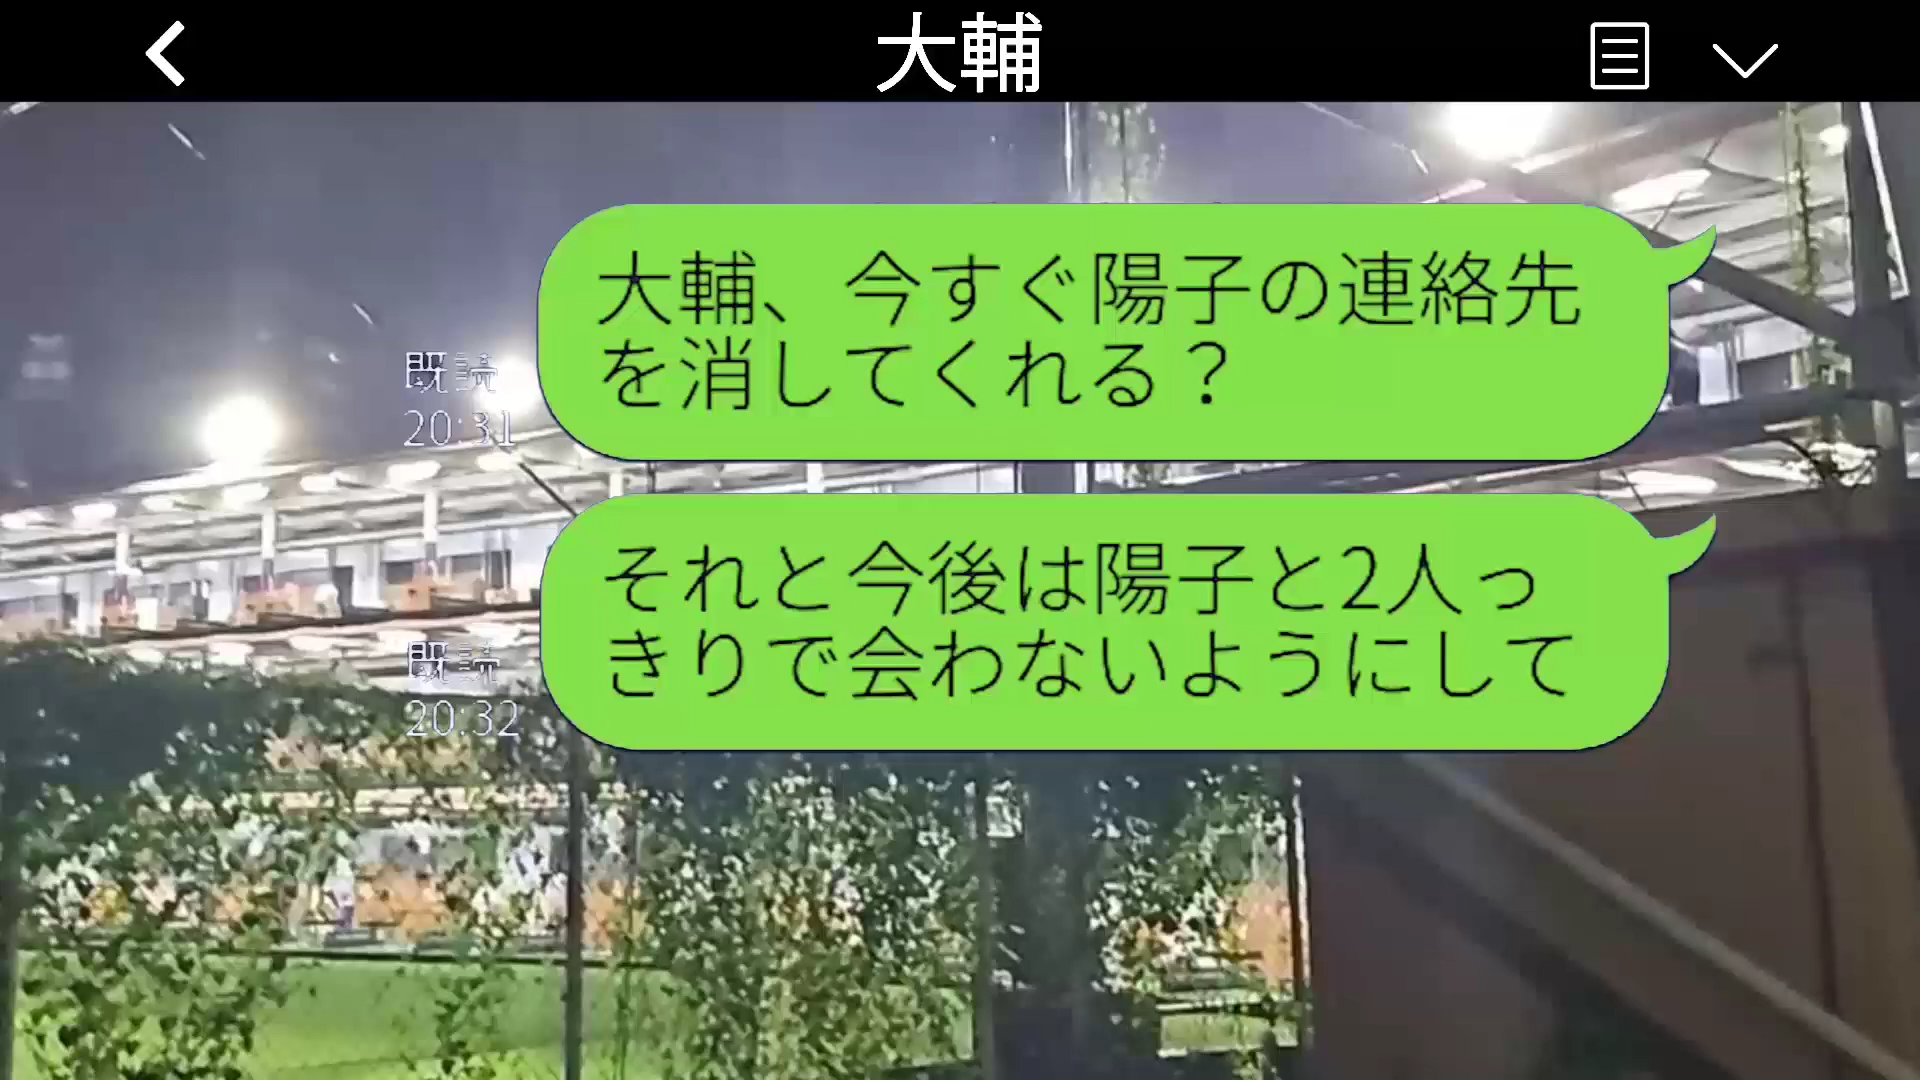 大輔
大輔、今すぐ陽子の連絡先
を消してくれる？
既読
20:31
それと今後は陽子と2人っ
きりで会わないようにして
既読
20:32